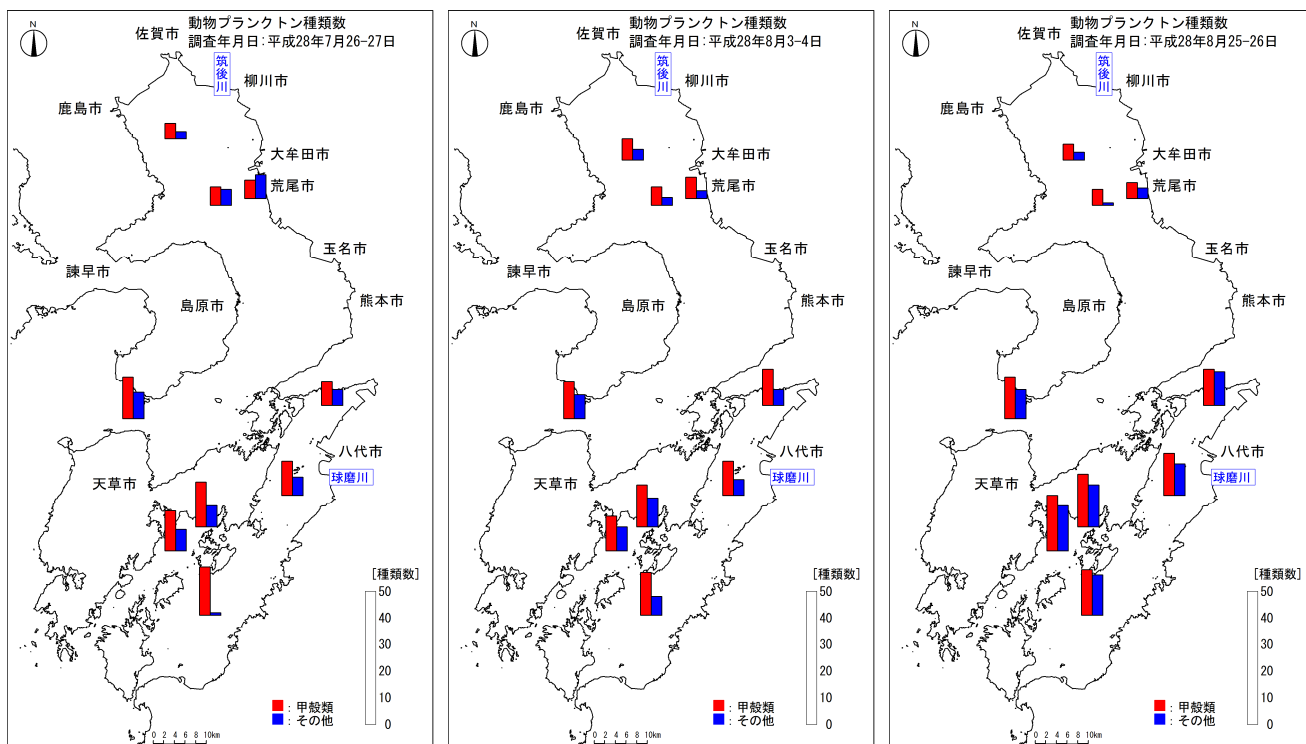 動物プランクトン種類数
調査年月日:平成28年7月26-27日
N
佐賀市
筑後川
柳川市
鹿島市
大牟田市
荒尾市
玉名市
諫早市
島原市
熊本市
八代市
球磨川
天草市
[種類数]
50
40
30
20
10
0
:甲殻類
:その他
0 2 4 6 8 10km
動物プランクトン種類数
調査年月日:平成28年8月3-4日
N
佐賀市
筑後川
柳川市
鹿島市
大牟田市
荒尾市
玉名市
諫早市
島原市
熊本市
八代市
球磨川
天草市
[種類数]
50
40
30
20
10
0
:甲殻類
:その他
0 2 4 6 8 10km
動物プランクトン種類数
調査年月日:平成28年8月25-26日
N
佐賀市
筑後川
柳川市
鹿島市
大牟田市
荒尾市
玉名市
諫早市
島原市
熊本市
八代市
球磨川
天草市
[種類数]
50
40
30
20
10
0
:甲殻類
:その他
0 2 4 6 8 10km